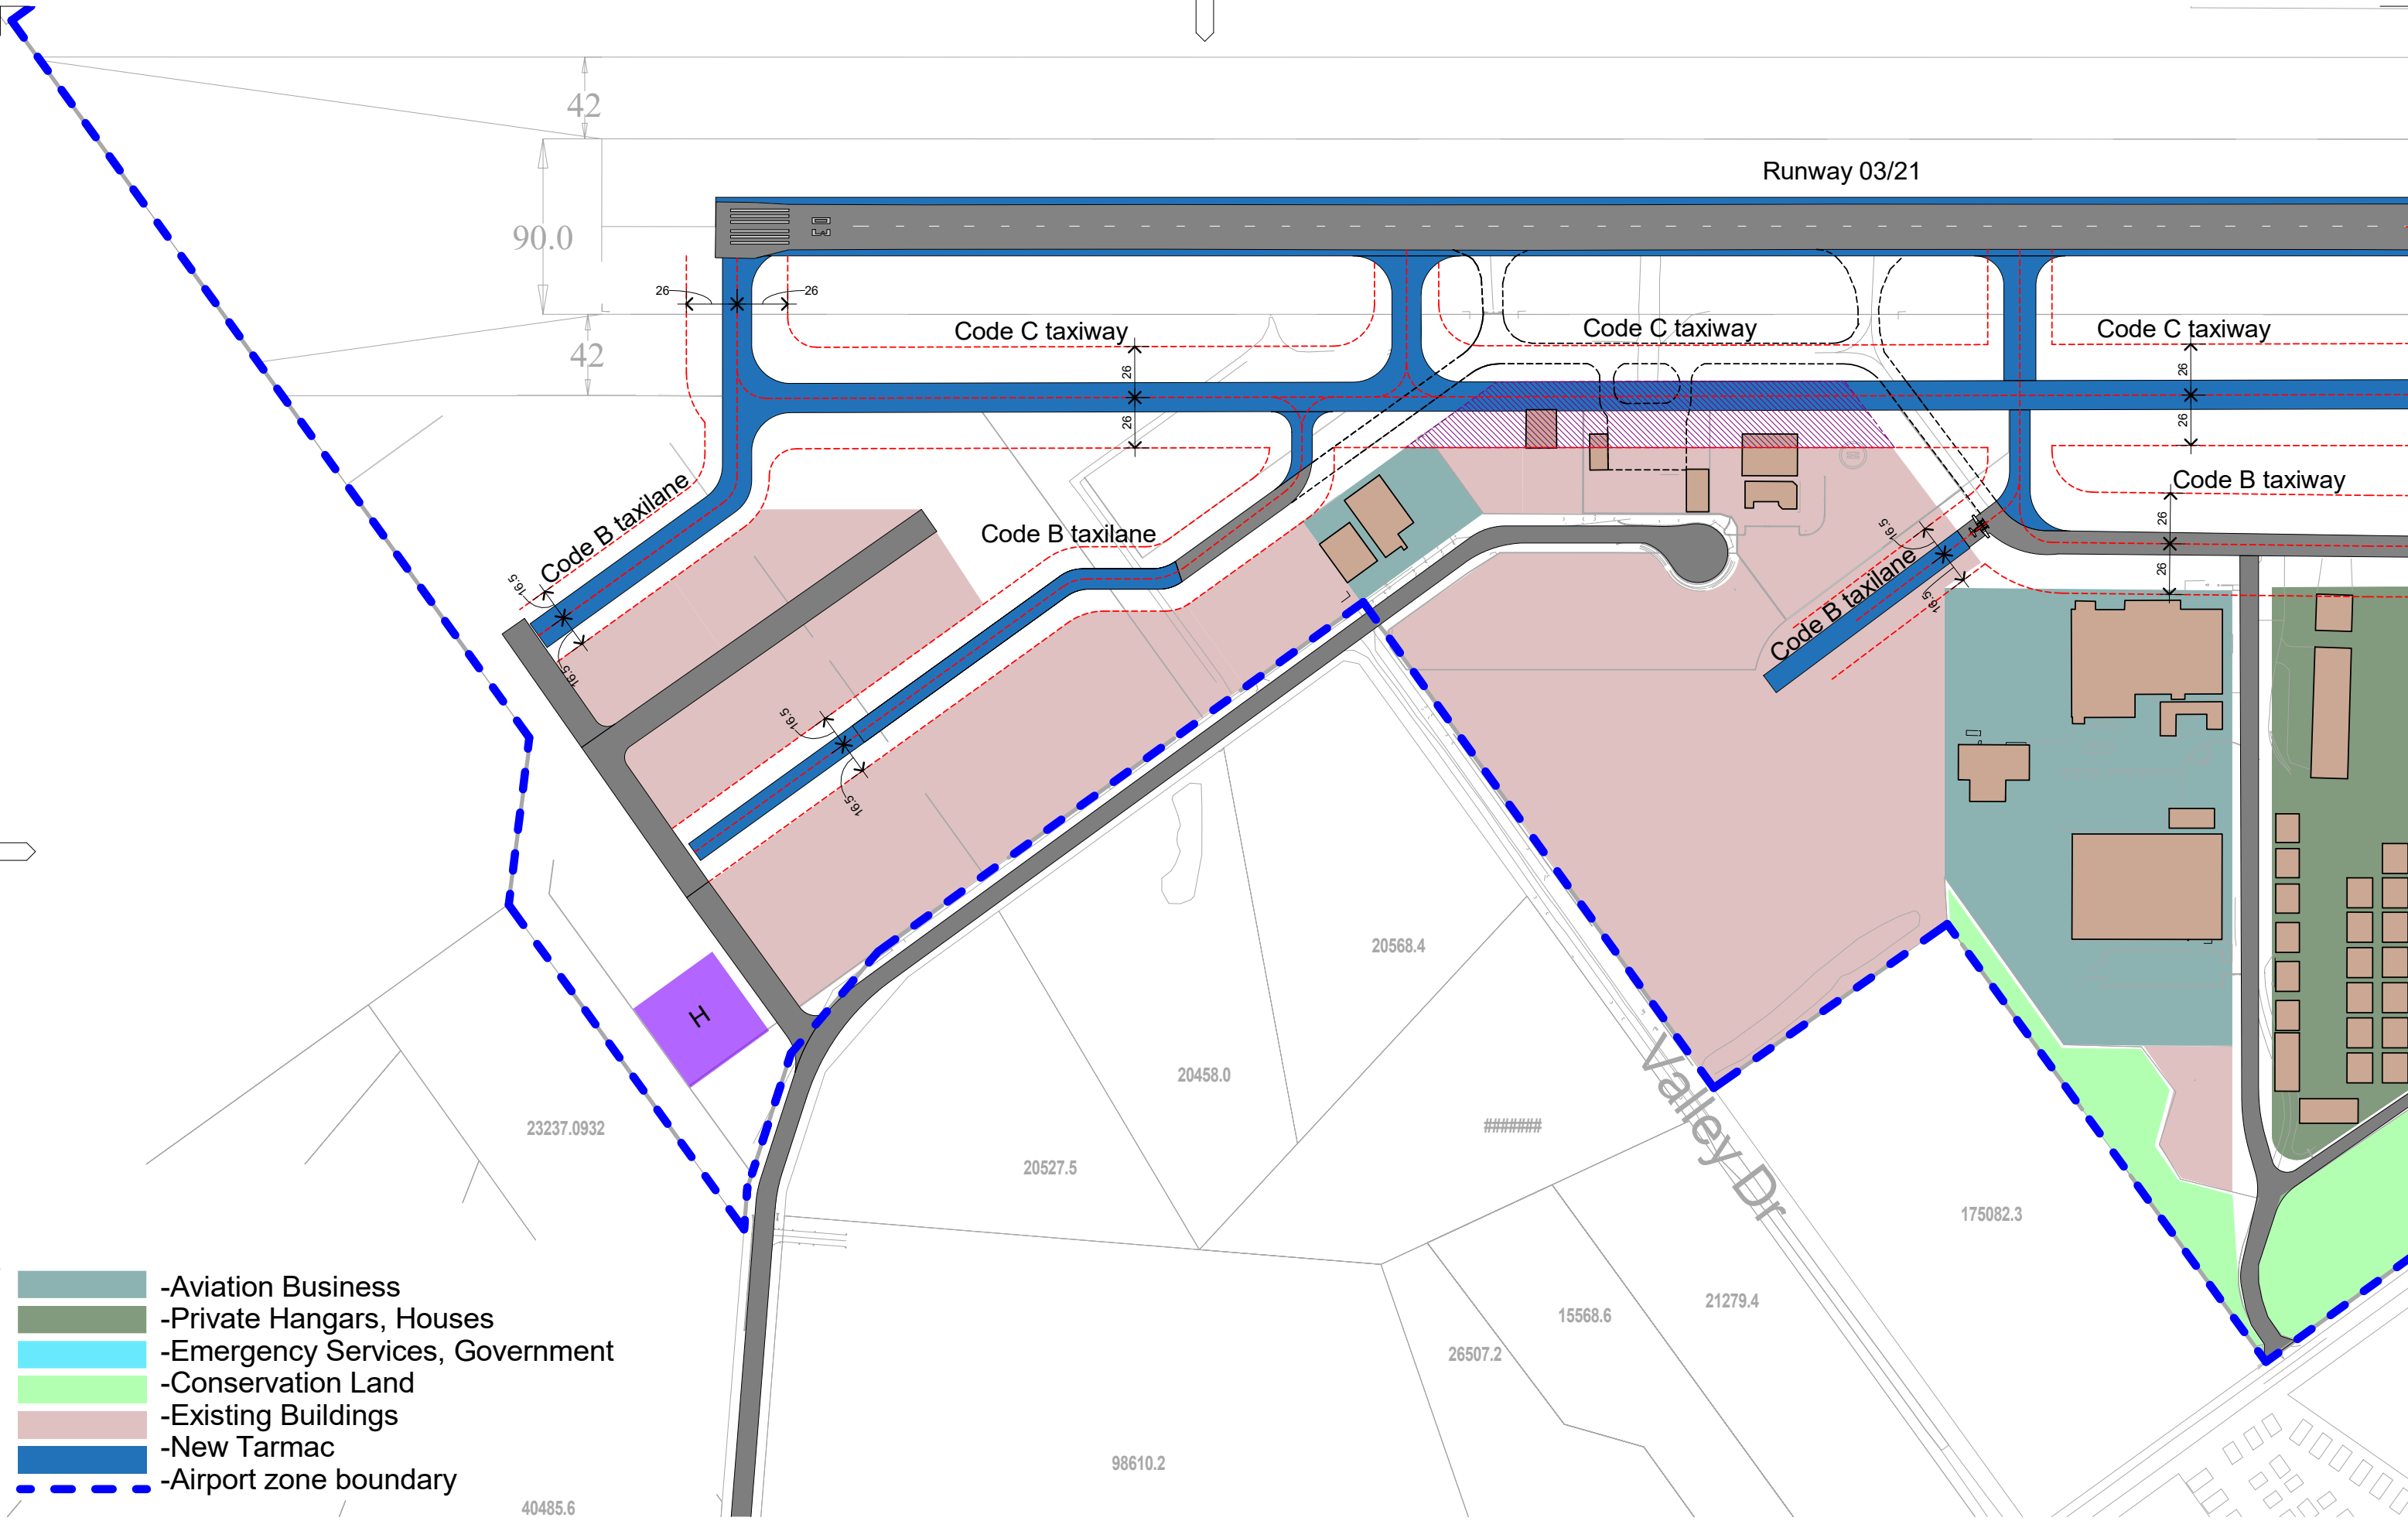 42
Runway 03/21
90.0
26
26
42
Code C taxiway
Code C taxiway
Code C taxiway
26
26
26
26
Code B taxilane
Code B taxilane
Code B taxiway
16.5
16.5
26
26
16.5
16.5
Code B taxilane
16.5
16.5
H
20568.4
20458.0
#######
23237.0932
20527.5
Valley Dr
175082.3
21279.4
15568.6
26507.2
98610.2
40485.6
-Aviation Business
-Private Hangars, Houses
-Emergency Services, Government
-Conservation Land
-Existing Buildings
-New Tarmac
-Airport zone boundary